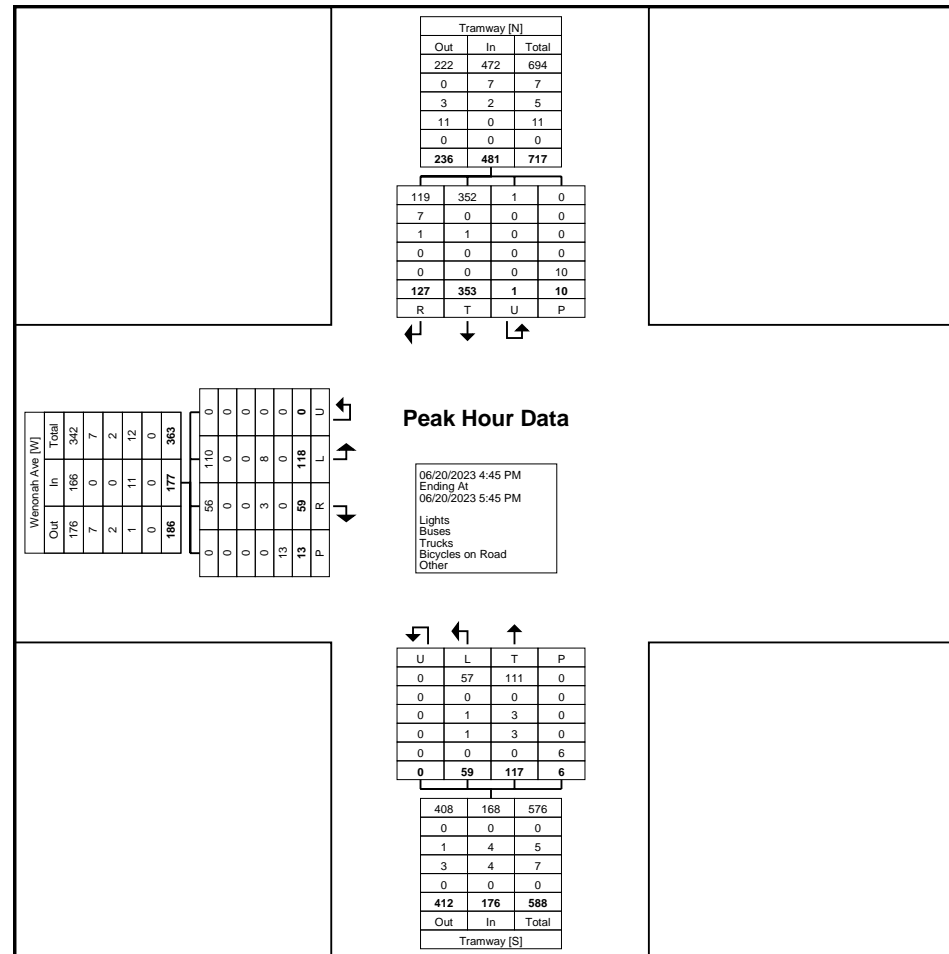 Tramway [N]
Out In Total
222 472 694
0 7 7
3 2 5
11 0 11
0 0 0
236 481 717
119 352 1 0
7 0 0 0
1 1 0 0
0 0 0 0
0 0 0 10
127 353 1 10
R T U P
Wenonah Ave [W]
Total 342 7 2 12 0 363
In 166 0 0 11 0 177
Out 176 7 2 1 0 186
0 0 0 0 0 0 U
110 0 0 8 0 118 L
56 0 0 3 0 59 R
0 0 0 0 13 13 P
Peak Hour Data
06/20/2023 4:45 PM
Ending At
06/20/2023 5:45 PM
Lights
Buses
Trucks
Bicycles on Road
Other
U L T P
0 57 111 0
0 0 0 0
0 1 3 0
0 1 3 0
0 0 0 6
0 59 117 6
408 168 576
0 0 0
1 4 5
3 4 7
0 0 0
412 176 588
Out In Total
Tramway [S]